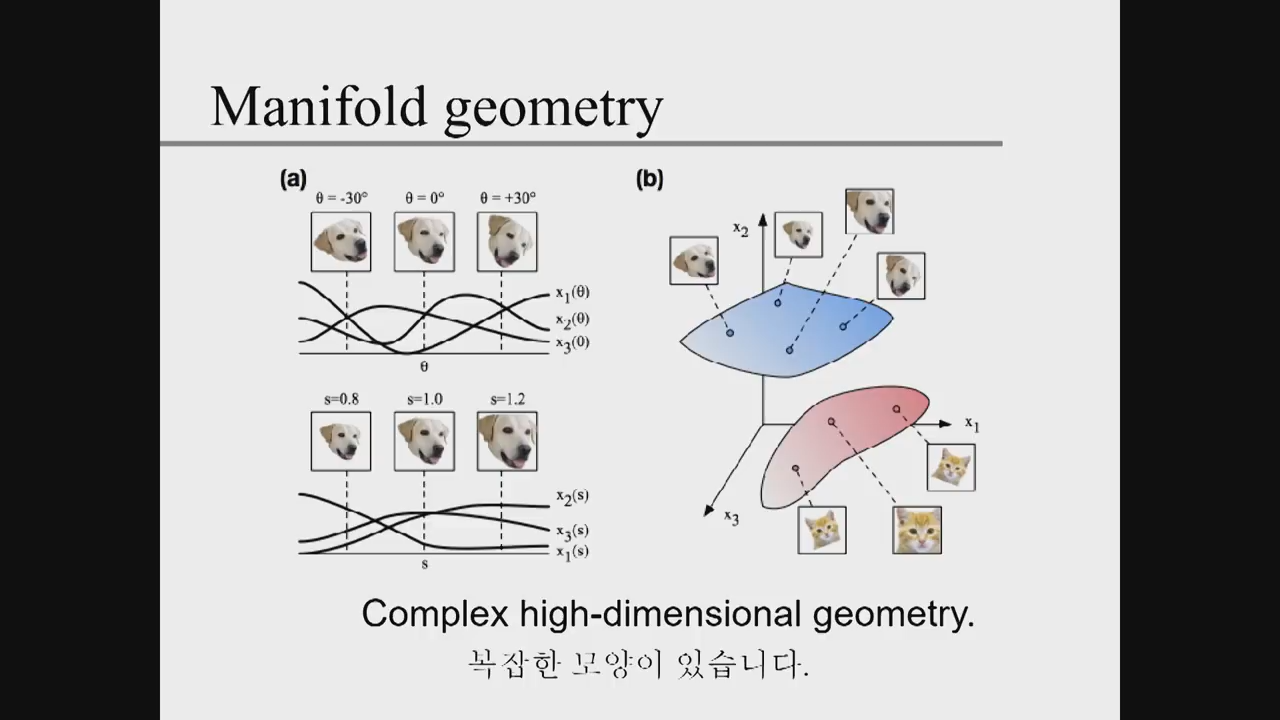 Manifold geometry
(a)
θ = -30° θ = 0° θ = +30°
x1(θ)
x2(θ)
x3(θ)
θ
s=0.8 s=1.0 s=1.2
x2(s)
x3(s)
x1(s)
s
(b)
x2
x1
x3
Complex high-dimensional geometry.
복잡한 모양이 있습니다.